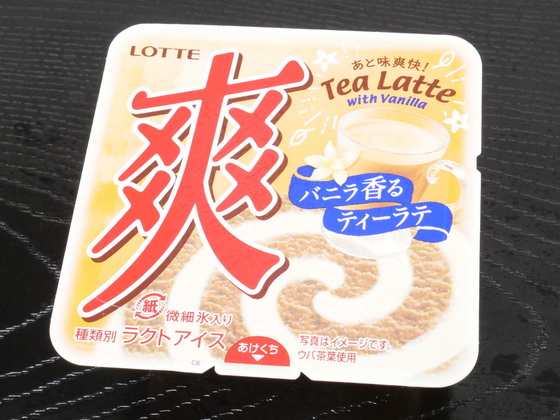 LOTTE
爽
あと味爽快!
Tea Latte
with Vanilla
バニラ香る
ティーラテ
紙
微細氷入り
種類別 ラクトアイス
あけくち
写真はイメージです
ウバ茶葉使用